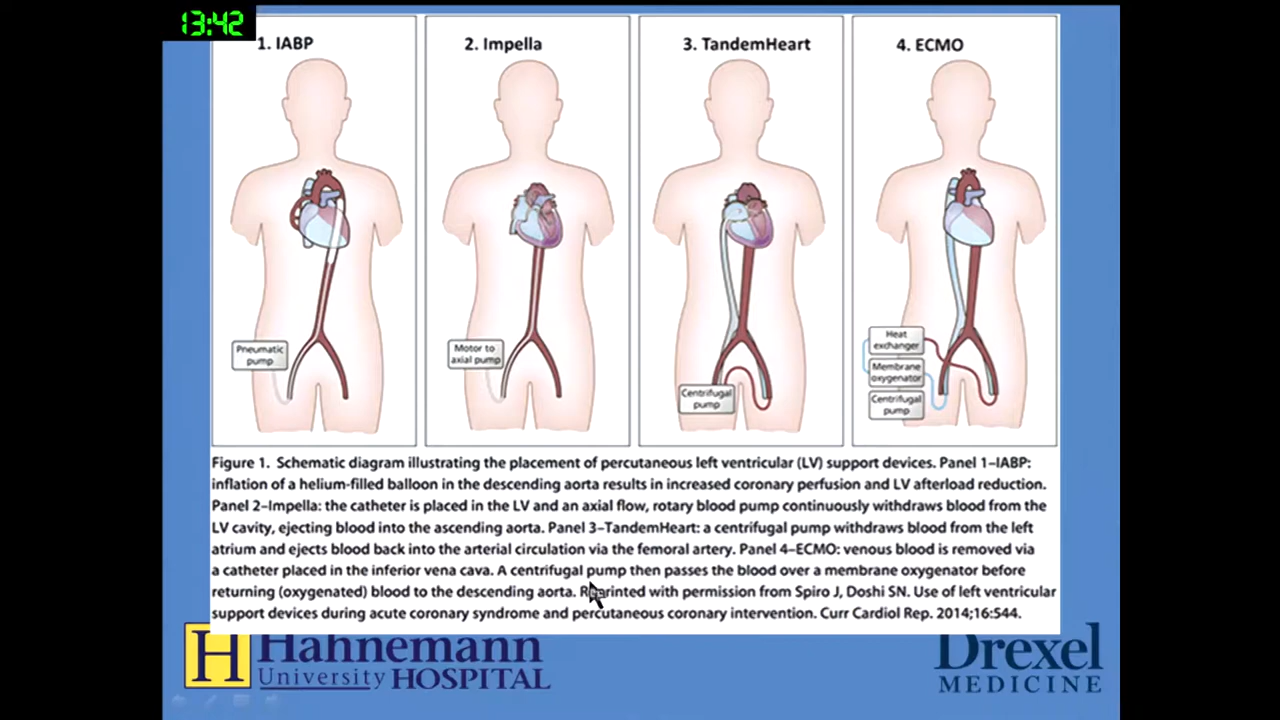 13:42
1. IABP
2. Impella
3. TandemHeart
4. ECMO
Pneumatic
pump
Motor to
axial pump
Centrifugal
pump
Heat
exchanger
Membrane
oxygenator
Centrifugal
pump
Figure 1. Schematic diagram illustrating the placement of percutaneous left ventricular (LV) support devices. Panel 1–IABP:
inflation of a helium-filled balloon in the descending aorta results in increased coronary perfusion and LV afterload reduction.
Panel 2–Impella: the catheter is placed in the LV and an axial flow, rotary blood pump continuously withdraws blood from the
LV cavity, ejecting blood into the ascending aorta. Panel 3–TandemHeart: a centrifugal pump withdraws blood from the left
atrium and ejects blood back into the arterial circulation via the femoral artery. Panel 4–ECMO: venous blood is removed via
a catheter placed in the inferior vena cava. A centrifugal pump then passes the blood over a membrane oxygenator before
returning (oxygenated) blood to the descending aorta. Reprinted with permission from Spiro J, Doshi SN. Use of left ventricular
support devices during acute coronary syndrome and percutaneous coronary intervention. Curr Cardiol Rep. 2014;16:544.
H
Hahnemann
University HOSPITAL
Drexel
MEDICINE